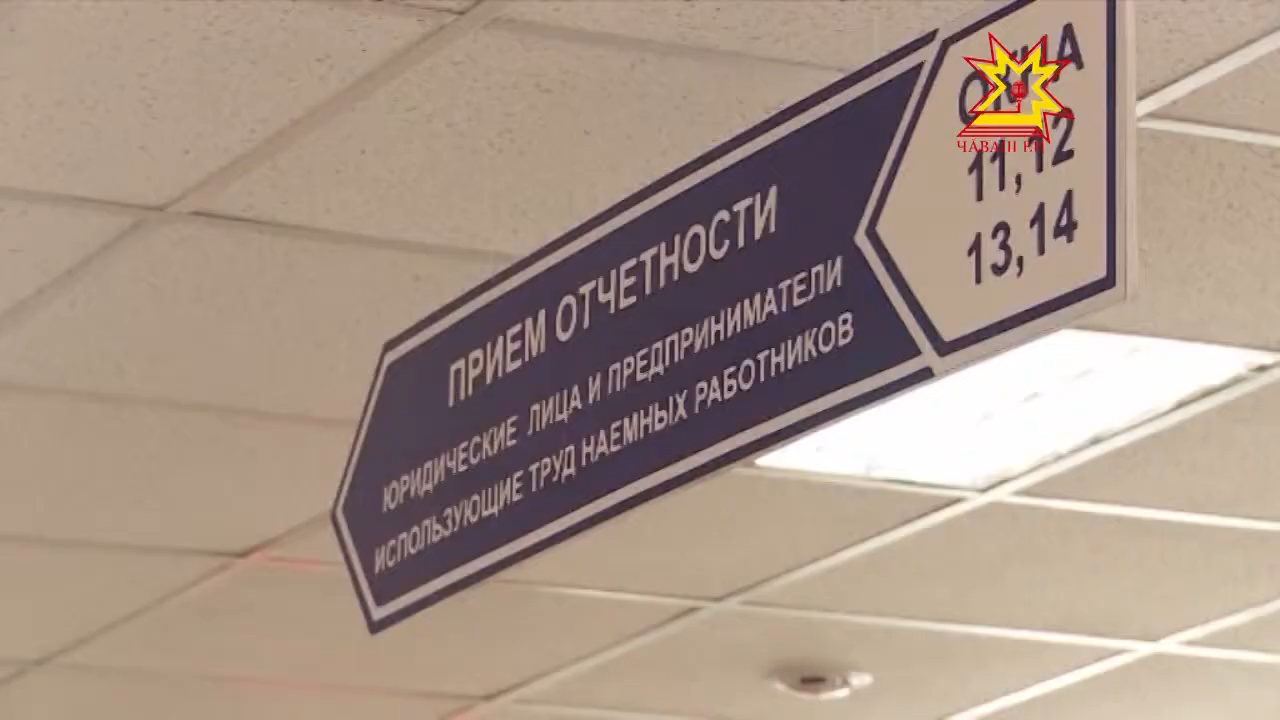 ПРИЕМ ОТЧЕТНОСТИ
ЮРИДИЧЕСКИЕ ЛИЦА И ПРЕДПРИНИМАТЕЛИ
ИСПОЛЬЗУЮЩИЕ ТРУД НАЕМНЫХ РАБОТНИКОВ
11,12
13,14